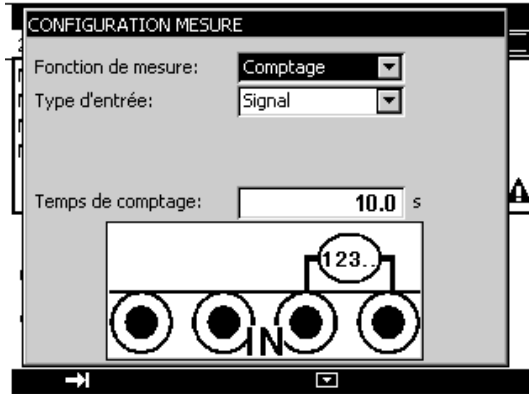 CONFIGURATION MESURE
Fonction de mesure: Comptage
Type d'entrée: Signal
Temps de comptage: 10.0 s
123..
IN